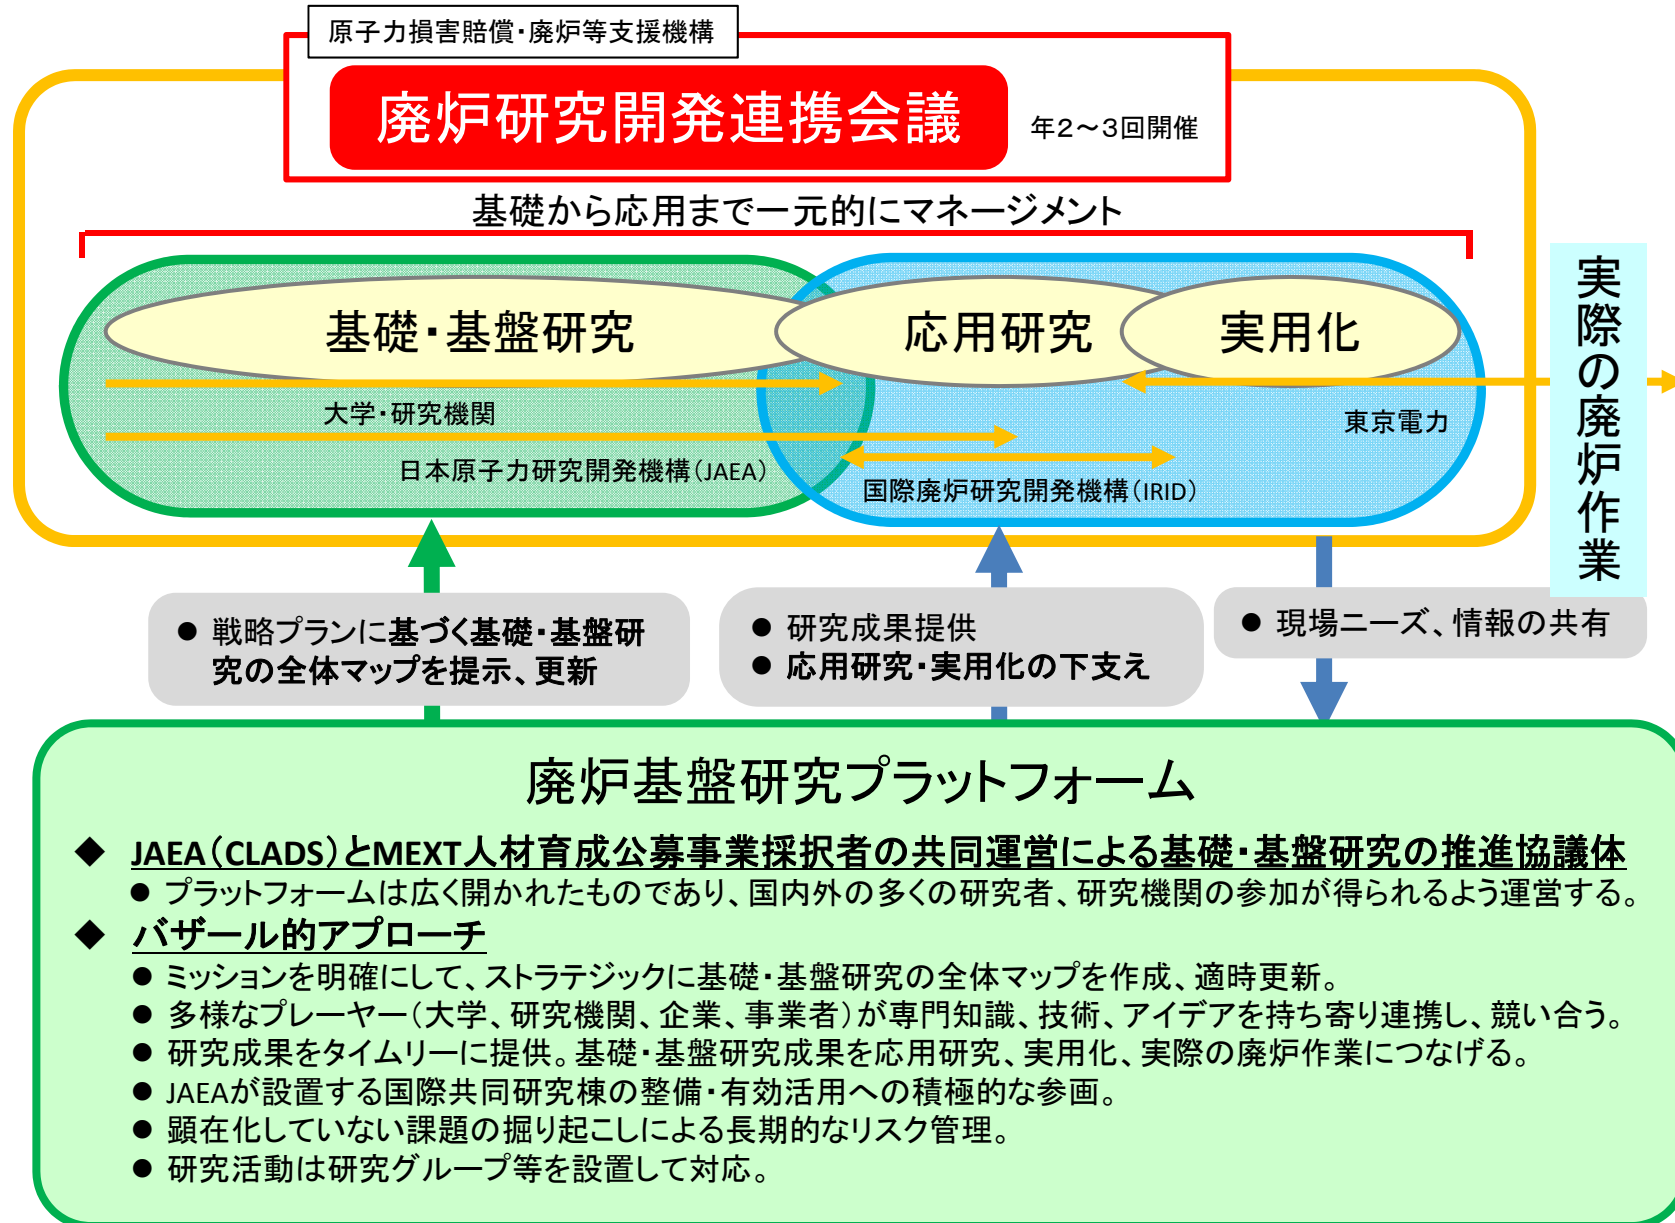 原子力損害賠償・廃炉等支援機構
廃炉研究開発連携会議
年2～3回開催
基礎から応用まで一元的にマネージメント
基礎・基盤研究
応用研究
実用化
大学・研究機関
東京電力
日本原子力研究開発機構（JAEA）
国際廃炉研究開発機構（IRID）
実際の廃炉作業
● 戦略プランに基づく基礎・基盤研
究の全体マップを提示、更新
● 研究成果提供
● 応用研究・実用化の下支え
● 現場ニーズ、情報の共有
廃炉基盤研究プラットフォーム
◆ JAEA（CLADS）とMEXT人材育成公募事業採択者の共同運営による基礎・基盤研究の推進協議体
● プラットフォームは広く開かれたものであり、国内外の多くの研究者、研究機関の参加が得られるよう運営する。
◆ バザール的アプローチ
● ミッションを明確にして、ストラテジックに基礎・基盤研究の全体マップを作成、適時更新。
● 多様なプレーヤー（大学、研究機関、企業、事業者）が専門知識、技術、アイデアを持ち寄り連携し、競い合う。
● 研究成果をタイムリーに提供。基礎・基盤研究成果を応用研究、実用化、実際の廃炉作業につなげる。
● JAEAが設置する国際共同研究棟の整備・有効活用への積極的な参画。
● 顕在化していない課題の掘り起こしによる長期的なリスク管理。
● 研究活動は研究グループ等を設置して対応。